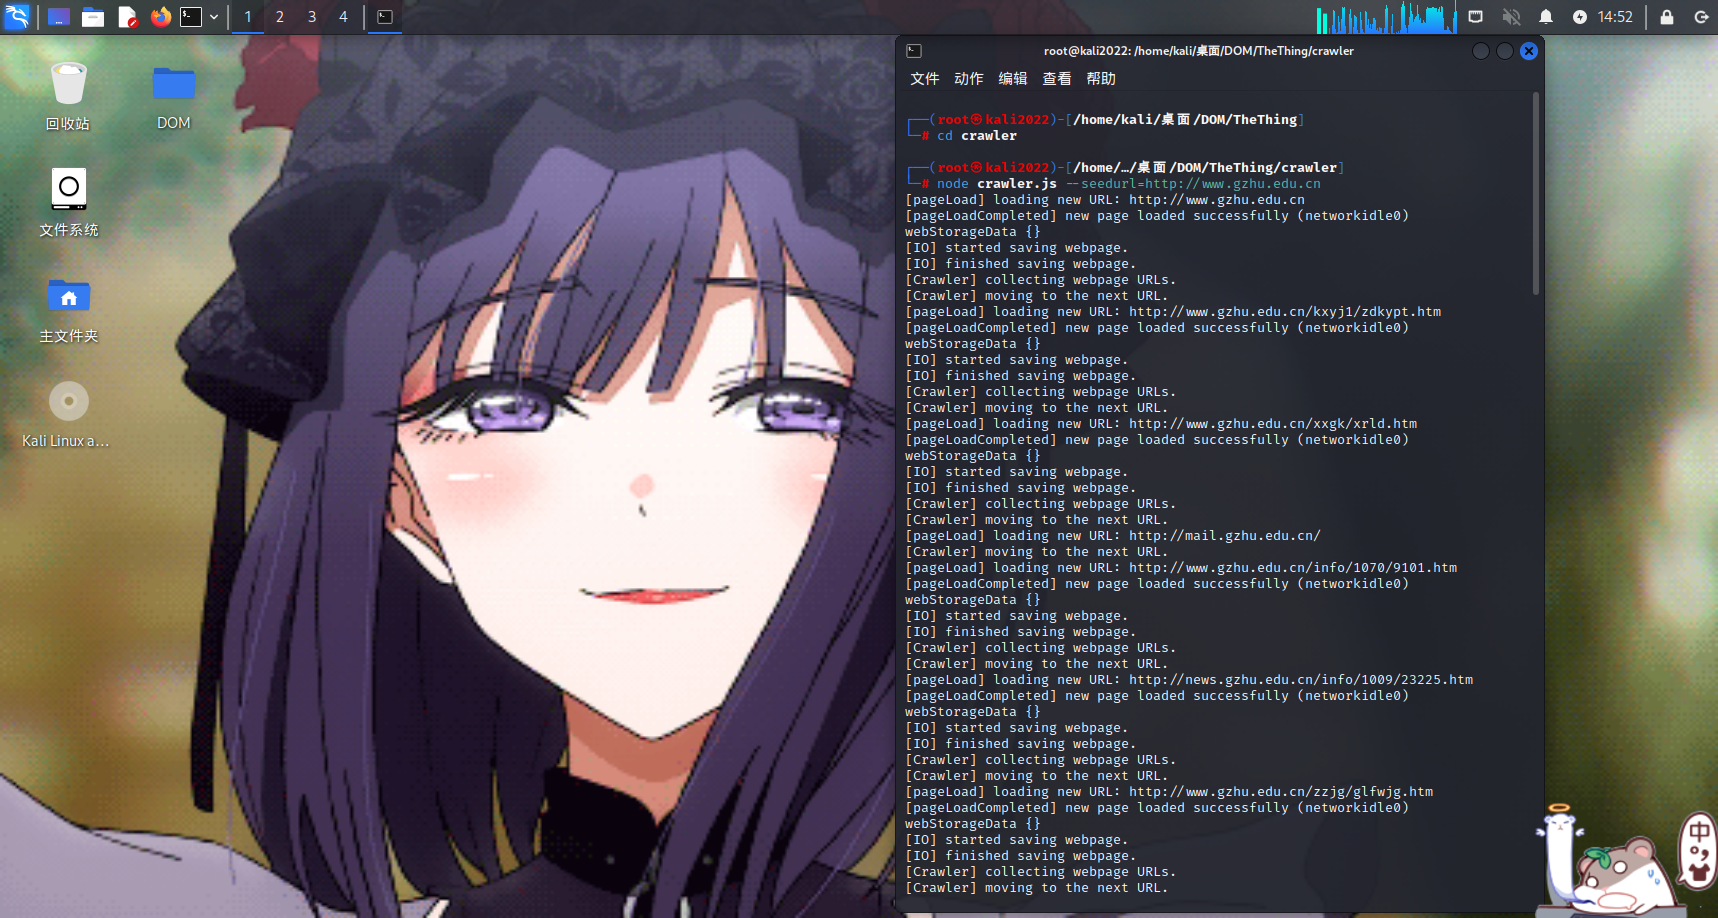 1 2 3 4
14:52
回收站
DOM
文件系统
主文件夹
Kali Linux a...
root@kali2022: /home/kali/桌面/DOM/TheThing/crawler
文件 动作 编辑 查看 帮助
┌──(root㉿kali2022)-[/home/kali/桌面/DOM/TheThing]
└─# cd crawler
┌──(root㉿kali2022)-[/home/…/桌面/DOM/TheThing/crawler]
└─# node crawler.js --seedurl=http://www.gzhu.edu.cn
[pageLoad] loading new URL: http://www.gzhu.edu.cn
[pageLoadCompleted] new page loaded successfully (networkidle0)
webStorageData {}
[IO] started saving webpage.
[IO] finished saving webpage.
[Crawler] collecting webpage URLs.
[Crawler] moving to the next URL.
[pageLoad] loading new URL: http://www.gzhu.edu.cn/kxyj1/zdkypt.htm
[pageLoadCompleted] new page loaded successfully (networkidle0)
webStorageData {}
[IO] started saving webpage.
[IO] finished saving webpage.
[Crawler] collecting webpage URLs.
[Crawler] moving to the next URL.
[pageLoad] loading new URL: http://www.gzhu.edu.cn/xxgk/xrld.htm
[pageLoadCompleted] new page loaded successfully (networkidle0)
webStorageData {}
[IO] started saving webpage.
[IO] finished saving webpage.
[Crawler] collecting webpage URLs.
[Crawler] moving to the next URL.
[pageLoad] loading new URL: http://mail.gzhu.edu.cn/
[Crawler] moving to the next URL.
[pageLoad] loading new URL: http://www.gzhu.edu.cn/info/1070/9101.htm
[pageLoadCompleted] new page loaded successfully (networkidle0)
webStorageData {}
[IO] started saving webpage.
[IO] finished saving webpage.
[Crawler] collecting webpage URLs.
[Crawler] moving to the next URL.
[pageLoad] loading new URL: http://news.gzhu.edu.cn/info/1009/23225.htm
[pageLoadCompleted] new page loaded successfully (networkidle0)
webStorageData {}
[IO] started saving webpage.
[IO] finished saving webpage.
[Crawler] collecting webpage URLs.
[Crawler] moving to the next URL.
[pageLoad] loading new URL: http://www.gzhu.edu.cn/zzjg/glfwjg.htm
[pageLoadCompleted] new page loaded successfully (networkidle0)
webStorageData {}
[IO] started saving webpage.
[IO] finished saving webpage.
[Crawler] collecting webpage URLs.
[Crawler] moving to the next URL.
中